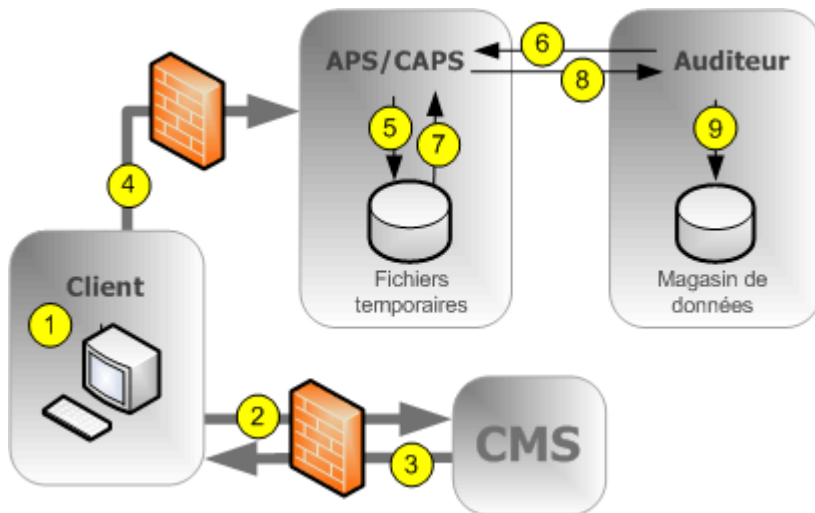 APS/CAPS
6
8
Auditeur
5
7
9
4
Fichiers
temporaires
Magasin de
données
Client
1
2
3
CMS